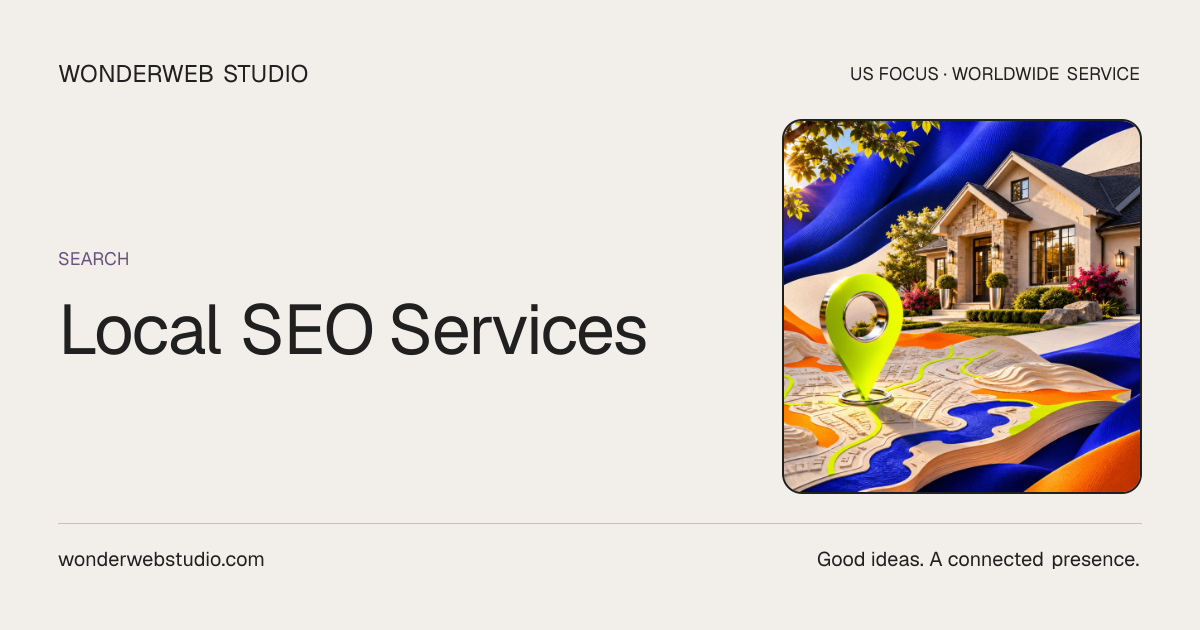 WONDERWEB STUDIO
US FOCUS · WORLDWIDE SERVICE
SEARCH
Local SEO Services
wonderwebstudio.com
Good ideas. A connected presence.